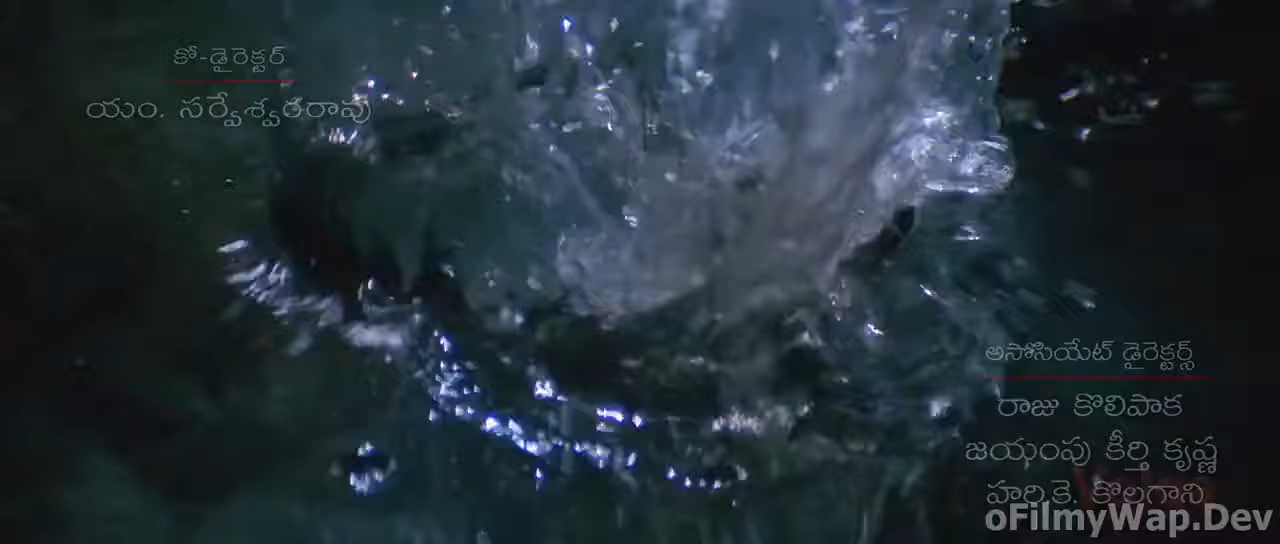 కో-డైరెక్టర్
యం. సర్వేశ్వరరావు
అసోసియేట్ డైరెక్టర్స్
రాజు కొలిపాక
జయంపు కీర్తి కృష్ణ
హరి.కె. కొలగాని
oFilmyWap.Dev